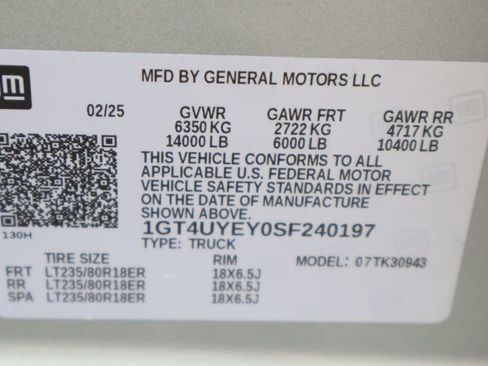 gm
MFD BY GENERAL MOTORS LLC
02/25 GVWR GAWR FRT GAWR RR
6350 KG 2722 KG 4717 KG
14000 LB 6000 LB 10400 LB
THIS VEHICLE CONFORMS TO ALL
APPLICABLE U.S. FEDERAL MOTOR
VEHICLE SAFETY STANDARDS IN EFFECT
ON THE DATE OF MANUFACTURE
SHOWN ABOVE.
1GT4UYEY0SF240197
130H TYPE: TRUCK
TIRE SIZE RIM MODEL: 07TK30943
FRT LT235/80R18ER 18X6.5J
RR LT235/80R18ER 18X6.5J
SPA LT235/80R18ER 18X6.5J